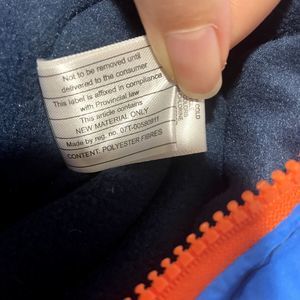 Not to be removed until
delivered to the consumer
This label is affixed in compliance
with Provincial law
This article contains
NEW MATERIAL ONLY
Made by reg. no. 07T-00580911
CONTENT: POLYESTER FIBRES